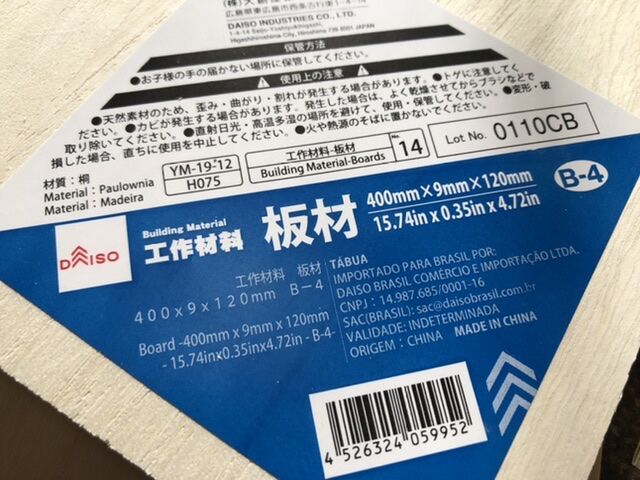 広島県東広島市西条吉行東1-4-14
DAISO INDUSTRIES CO., LTD.
1-4-14 Saijo-Yoshiyukihigashi,
Higashihiroshima City, Hiroshima 739-8501 JAPAN
保管方法
●お子様の手の届かない場所に保管してください。
使用上の注意
●天然素材のため、歪み・曲がり・割れが発生する場合があります。●トゲに注意してく
ださい。●カビが発生する場合があります。発生した場合は、よく乾燥させてからブラシなどで
取り除いてください。●直射日光・高温多湿の場所を避けて、使用・保管してください。●変形・破
損した場合、直ちに使用を中止してください。●火や熱源のそばに置かないでください。
材質:桐
Material : Paulownia
Material : Madeira
YM-19-'12
H075
工作材料-板材
Building Material-Boards
No.
14
Lot No. 0110CB
DAISO
Building Material
工作材料
板材
400mm×9mm×120mm
15.74in x 0.35in x 4.72in
B-4
工作材料 板材
400x9x120mm B-4
Board -400mm x 9mm x 120mm
- 15.74inx0.35inx4.72in - B-4-
TÁBUA
IMPORTADO PARA BRASIL POR:
DAISO BRASIL COMÉRCIO E IMPORTAÇÃO LTDA.
CNPJ : 14.987.685/0001-16
SAC(BRASIL): sac@daisobrasil.com.br
VALIDADE: INDETERMINADA
ORIGEM : CHINA MADE IN CHINA
4 526324 059952